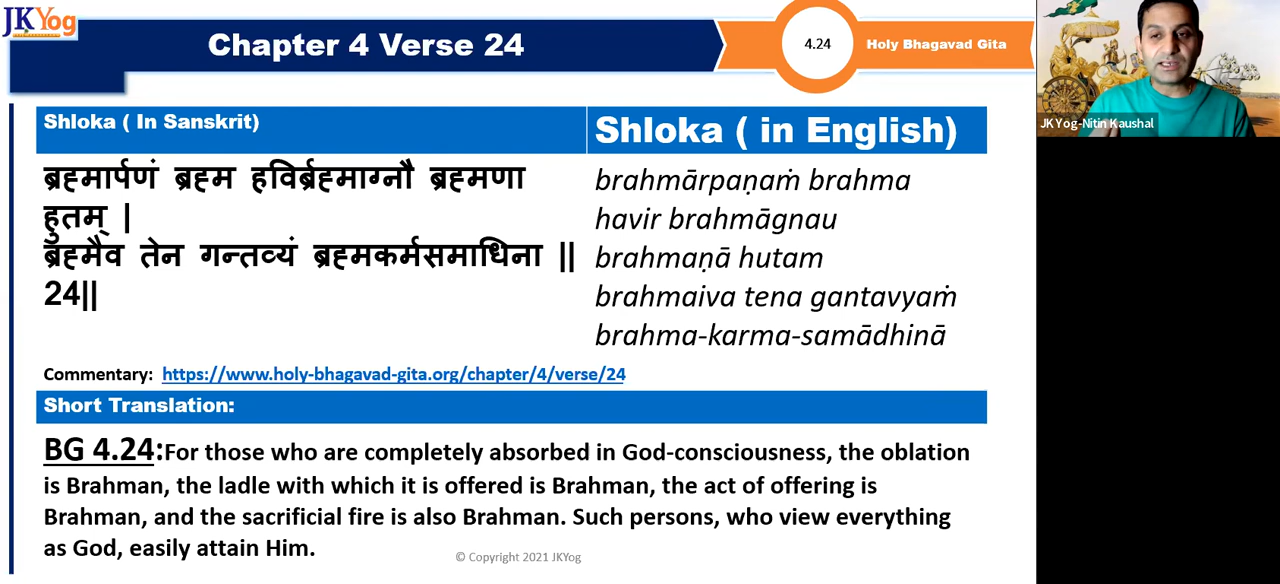 JKYog
Chapter 4 Verse 24
4.24
Holy Bhagavad Gita
JKYog-Nitin Kaushal
Shloka ( In Sanskrit)
Shloka ( in English)
ब्रह्मार्पणं ब्रह्म हविर्ब्रह्माग्नौ ब्रह्मणा
हुतम् |
ब्रह्मैव तेन गन्तव्यं ब्रह्मकर्मसमाधिना ||
24||
brahmārpaṇaṁ brahma
havir brahmāgnau
brahmaṇā hutam
brahmaiva tena gantavyaṁ
brahma-karma-samādhinā
Commentary: https://www.holy-bhagavad-gita.org/chapter/4/verse/24
Short Translation:
BG 4.24:For those who are completely absorbed in God-consciousness, the oblation
is Brahman, the ladle with which it is offered is Brahman, the act of offering is
Brahman, and the sacrificial fire is also Brahman. Such persons, who view everything
as God, easily attain Him.
© Copyright 2021 JKYog